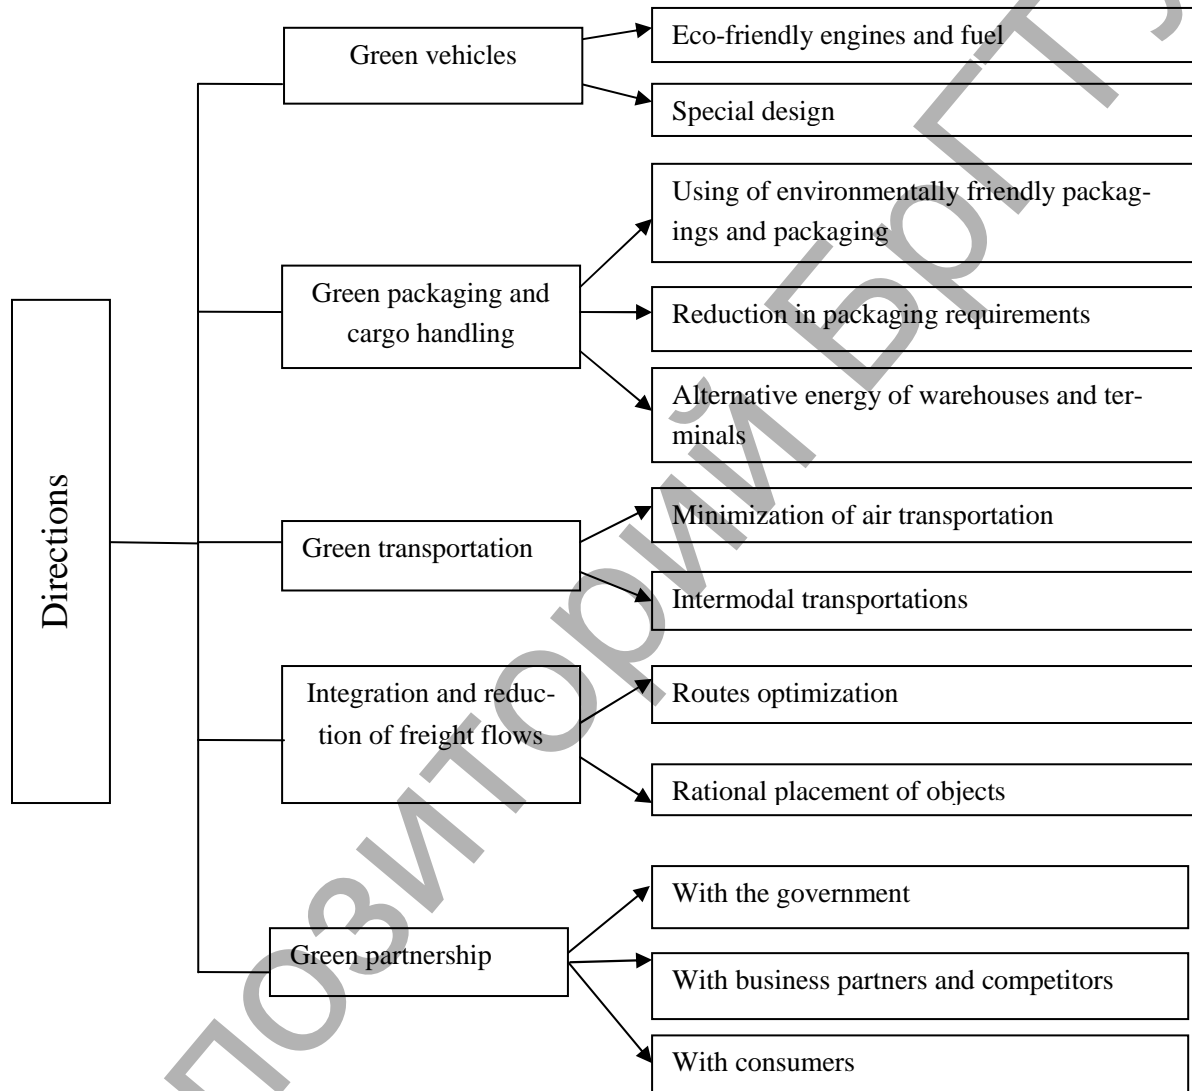 Directions
Green vehicles
Eco-friendly engines and fuel
Special design
Green packaging and
cargo handling
Using of environmentally friendly packag-
ings and packaging
Reduction in packaging requirements
Alternative energy of warehouses and ter-
minals
Green transportation
Minimization of air transportation
Intermodal transportations
Integration and reduc-
tion of freight flows
Routes optimization
Rational placement of objects
Green partnership
With the government
With business partners and competitors
With consumers
позиторий БрГТУ